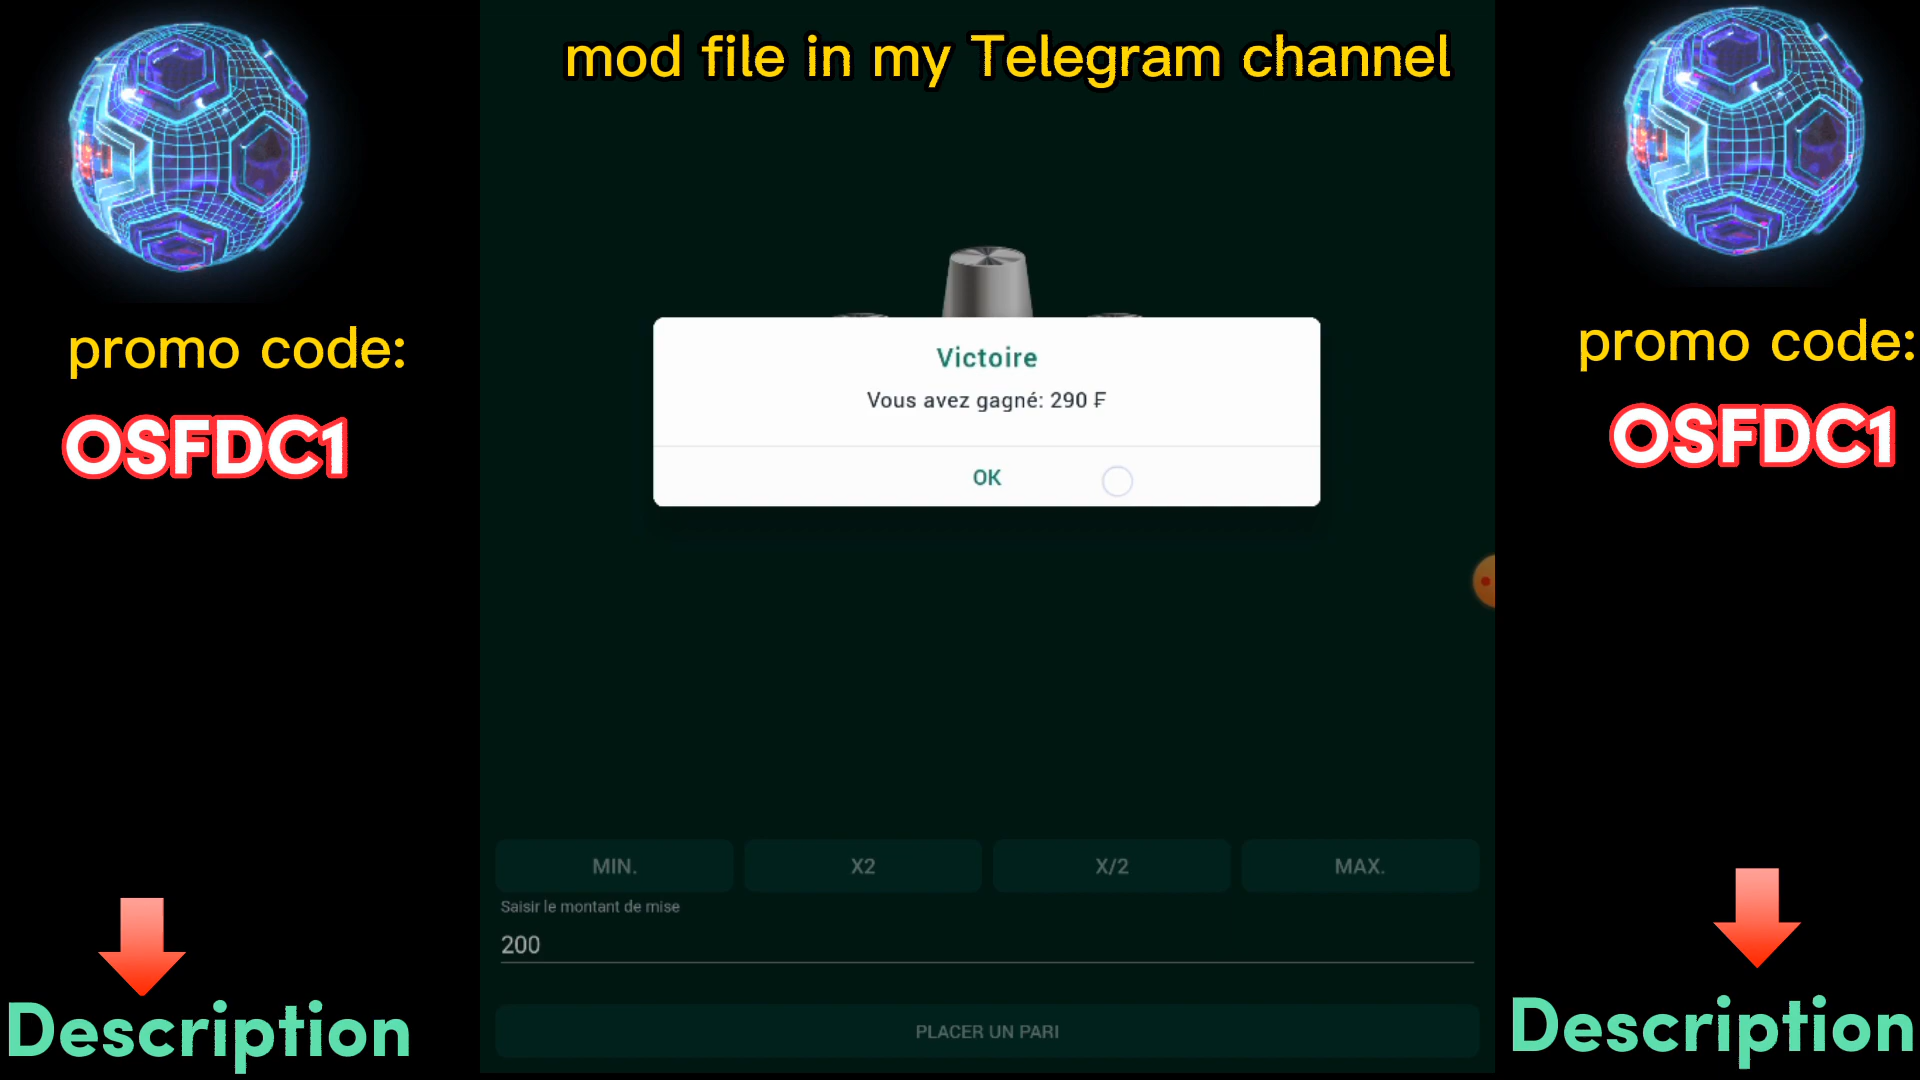 mod file in my Telegram channel
promo code:
OSFDC1
promo code:
OSFDC1
Victoire
Vous avez gagné: 290 ₣
OK
MIN.
X2
X/2
MAX.
Saisir le montant de mise
200
PLACER UN PARI
Description
Description